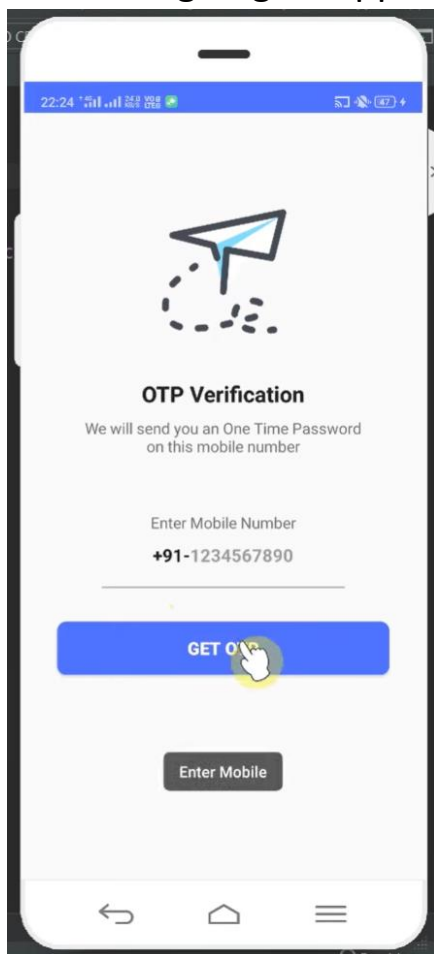 22:24
47
OTP Verification
We will send you an One Time Password
on this mobile number
Enter Mobile Number
+91-1234567890
GET
Enter Mobile